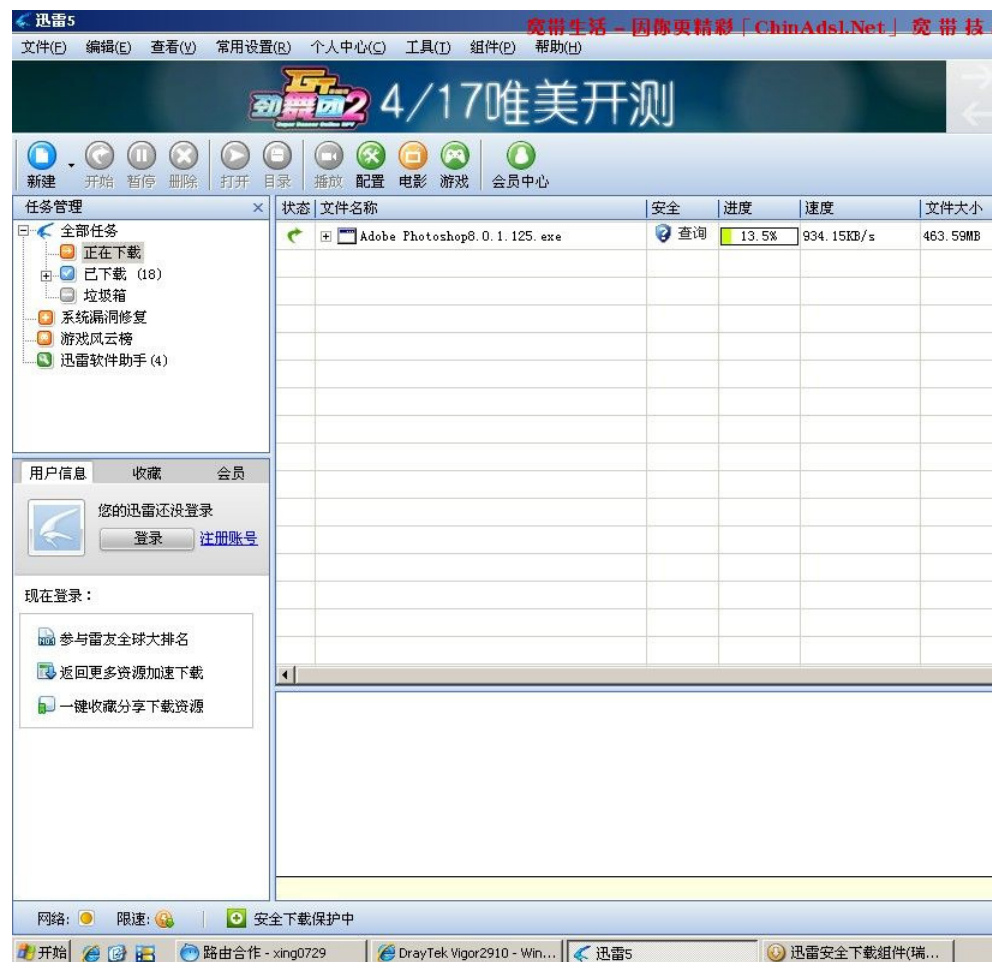 迅雷5
宽带生活 - 因你更精彩「ChinAdsl.Net」 宽 带 技
文件(F) 编辑(E) 查看(V) 常用设置(R) 个人中心(C) 工具(I) 组件(P) 帮助(H)
劲舞团2 4/17唯美开测
新建 开始 暂停 删除 打开 目录 播放 配置 电影 游戏 会员中心
任务管理
状态 文件名称 安全 进度 速度 文件大小
全部任务
Adobe Photoshop8.0.1.125.exe 查询 13.5% 934.15KB/s 463.59MB
正在下载
已下载 (18)
垃圾箱
系统漏洞修复
游戏风云榜
迅雷软件助手(4)
用户信息 收藏 会员
您的迅雷还没登录
登录 注册账号
现在登录：
参与雷友全球大排名
返回更多资源加速下载
一键收藏分享下载资源
网络: 限速: 安全下载保护中
开始 路由合作 - xing0729 DrayTek Vigor2910 - Win... 迅雷5 迅雷安全下载组件(瑞...